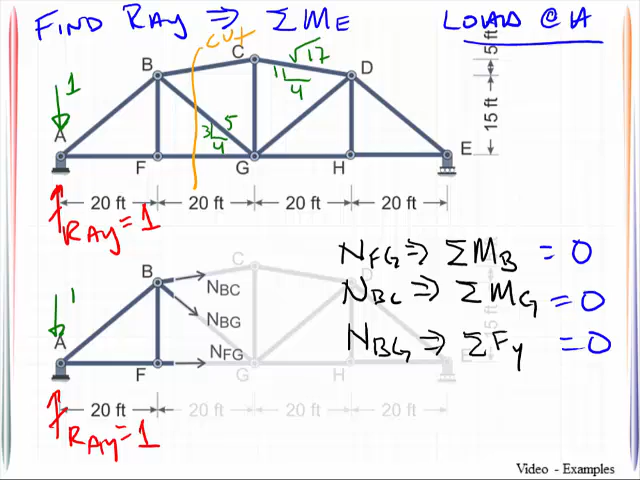 FIND RAY ⇒ ΣME
LOAD @ A
CUT
C
√17
1
4
5 ft
B
D
1
3
5
4
15 ft
A
F
G
H
E
20 ft
20 ft
20 ft
20 ft
RAY=1
NFG ⇒ ΣMB = 0
C
B
NBC
D
NBC ⇒ ΣMG = 0
1
NBG
15 ft
NBG ⇒ ΣFy = 0
A
NFG
E
F
G
H
20 ft
20 ft
20 ft
20 ft
RAY=1
Video - Examples